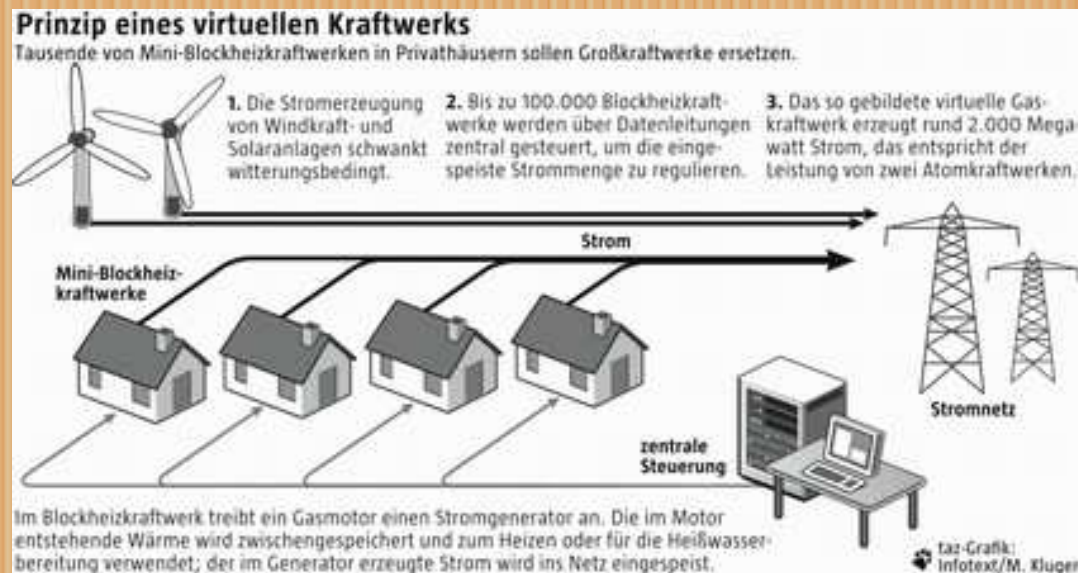 Prinzip eines virtuellen Kraftwerks
Tausende von Mini-Blockheizkraftwerken in Privathäusern sollen Großkraftwerke ersetzen.
1. Die Stromerzeugung
von Windkraft- und
Solaranlagen schwankt
witterungsbedingt.
2. Bis zu 100.000 Blockheizkraft-
werke werden über Datenleitungen
zentral gesteuert, um die einge-
speiste Strommenge zu regulieren.
3. Das so gebildete virtuelle Gas-
kraftwerk erzeugt rund 2.000 Mega-
watt Strom, das entspricht der
Leistung von zwei Atomkraftwerken.
Strom
Mini-Blockheiz-
kraftwerke
Stromnetz
zentrale
Steuerung
Im Blockheizkraftwerk treibt ein Gasmotor einen Stromgenerator an. Die im Motor
entstehende Wärme wird zwischengespeichert und zum Heizen oder für die Heißwasser-
bereitung verwendet; der im Generator erzeugte Strom wird ins Netz eingespeist.
taz-Grafik:
Infotext/M. Kluger